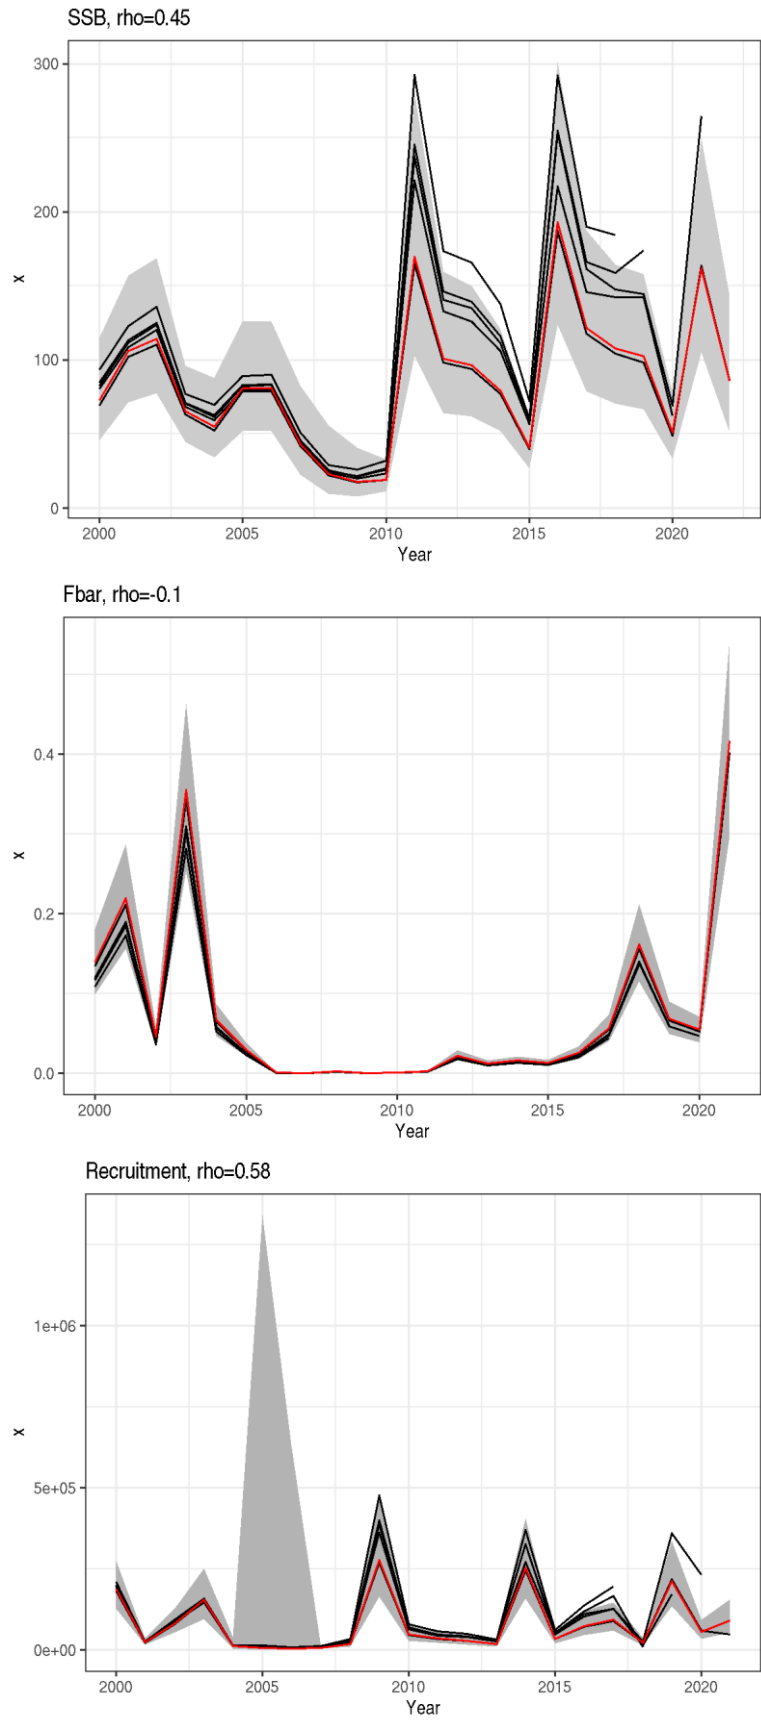 SSB, rho=0.45
300
200
100
0
x
2000 2005 2010 2015 2020
Year
Fbar, rho=-0.1
0.4
0.2
0.0
x
2000 2005 2010 2015 2020
Year
Recruitment, rho=0.58
1e+06
5e+05
0e+00
x
2000 2005 2010 2015 2020
Year